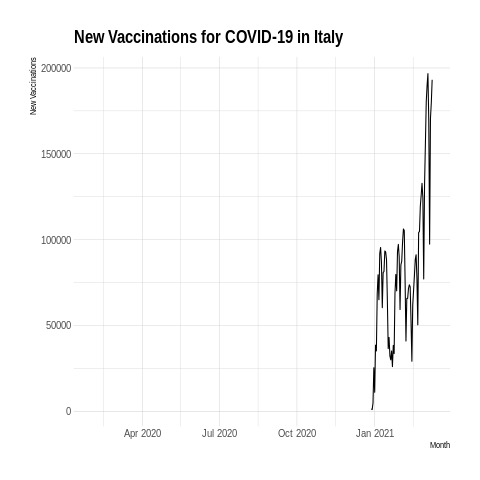 New Vaccinations for COVID-19 in Italy
New Vaccinations
200000
150000
100000
50000
0
Apr 2020 Jul 2020 Oct 2020 Jan 2021
Month